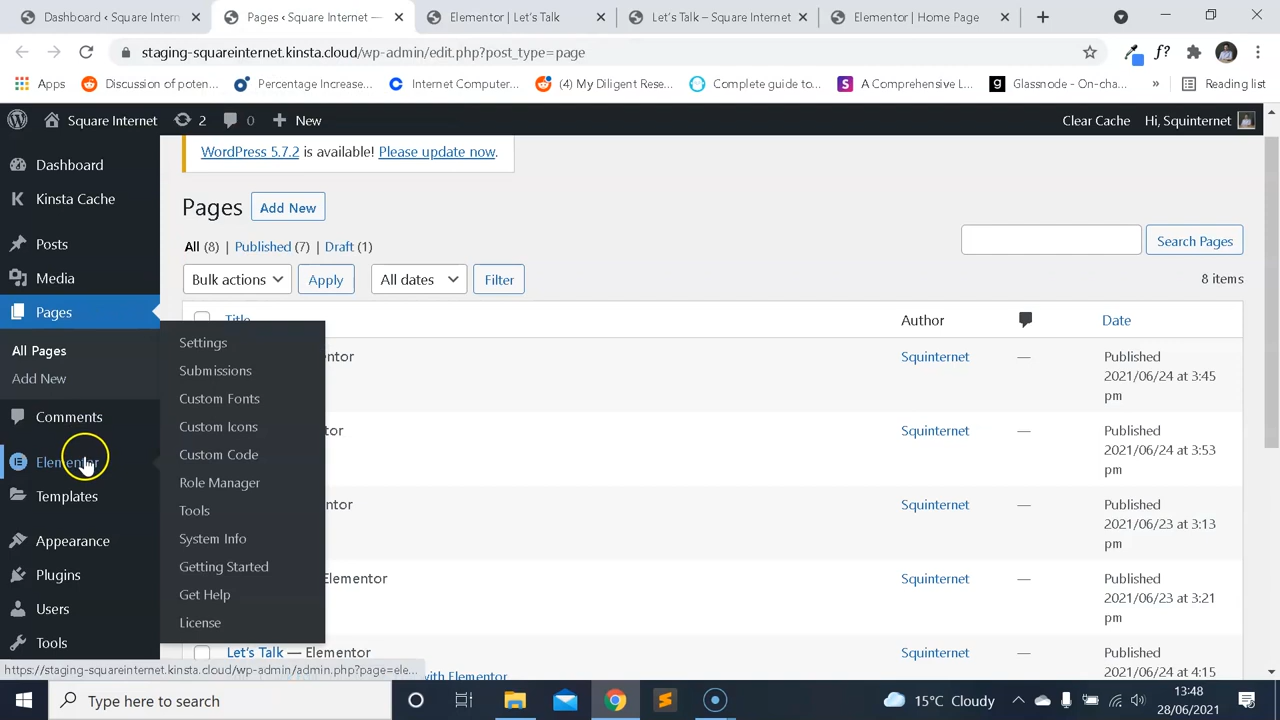 Dashboard ‹ Square Intern
Pages ‹ Square Internet —
Elementor | Let's Talk
Let's Talk – Square Internet
Elementor | Home Page
staging-squareinternet.kinsta.cloud/wp-admin/edit.php?post_type=page
f?
Apps
Discussion of poten...
Percentage Increase...
Internet Computer...
(4) My Diligent Rese...
Complete guide to...
A Comprehensive L...
Glassnode - On-cha...
»
Reading list
Square Internet
2
0
New
Clear Cache
Hi, Squinternet
Dashboard
Kinsta Cache
Posts
Media
Pages
All Pages
Add New
Comments
Elementor
Templates
Appearance
Plugins
Users
Tools
WordPress 5.7.2 is available! Please update now.
Pages
Add New
Search Pages
All (8) | Published (7) | Draft (1)
Bulk actions
Apply
All dates
Filter
8 items
Title
Author
Date
Settings
Submissions
Custom Fonts
Custom Icons
Custom Code
Role Manager
Tools
System Info
Getting Started
Get Help
License
entor
Squinternet
—
Published
2021/06/24 at 3:45
pm
tor
Squinternet
—
Published
2021/06/24 at 3:53
pm
ntor
Squinternet
—
Published
2021/06/23 at 3:13
pm
Elementor
Squinternet
—
Published
2021/06/23 at 3:21
pm
Let's Talk — Elementor
Squinternet
—
Published
2021/06/24 at 4:15
with Elementor
https://staging-squareinternet.kinsta.cloud/wp-admin/admin.php?page=ele...
Type here to search
15°C Cloudy
13:48
28/06/2021